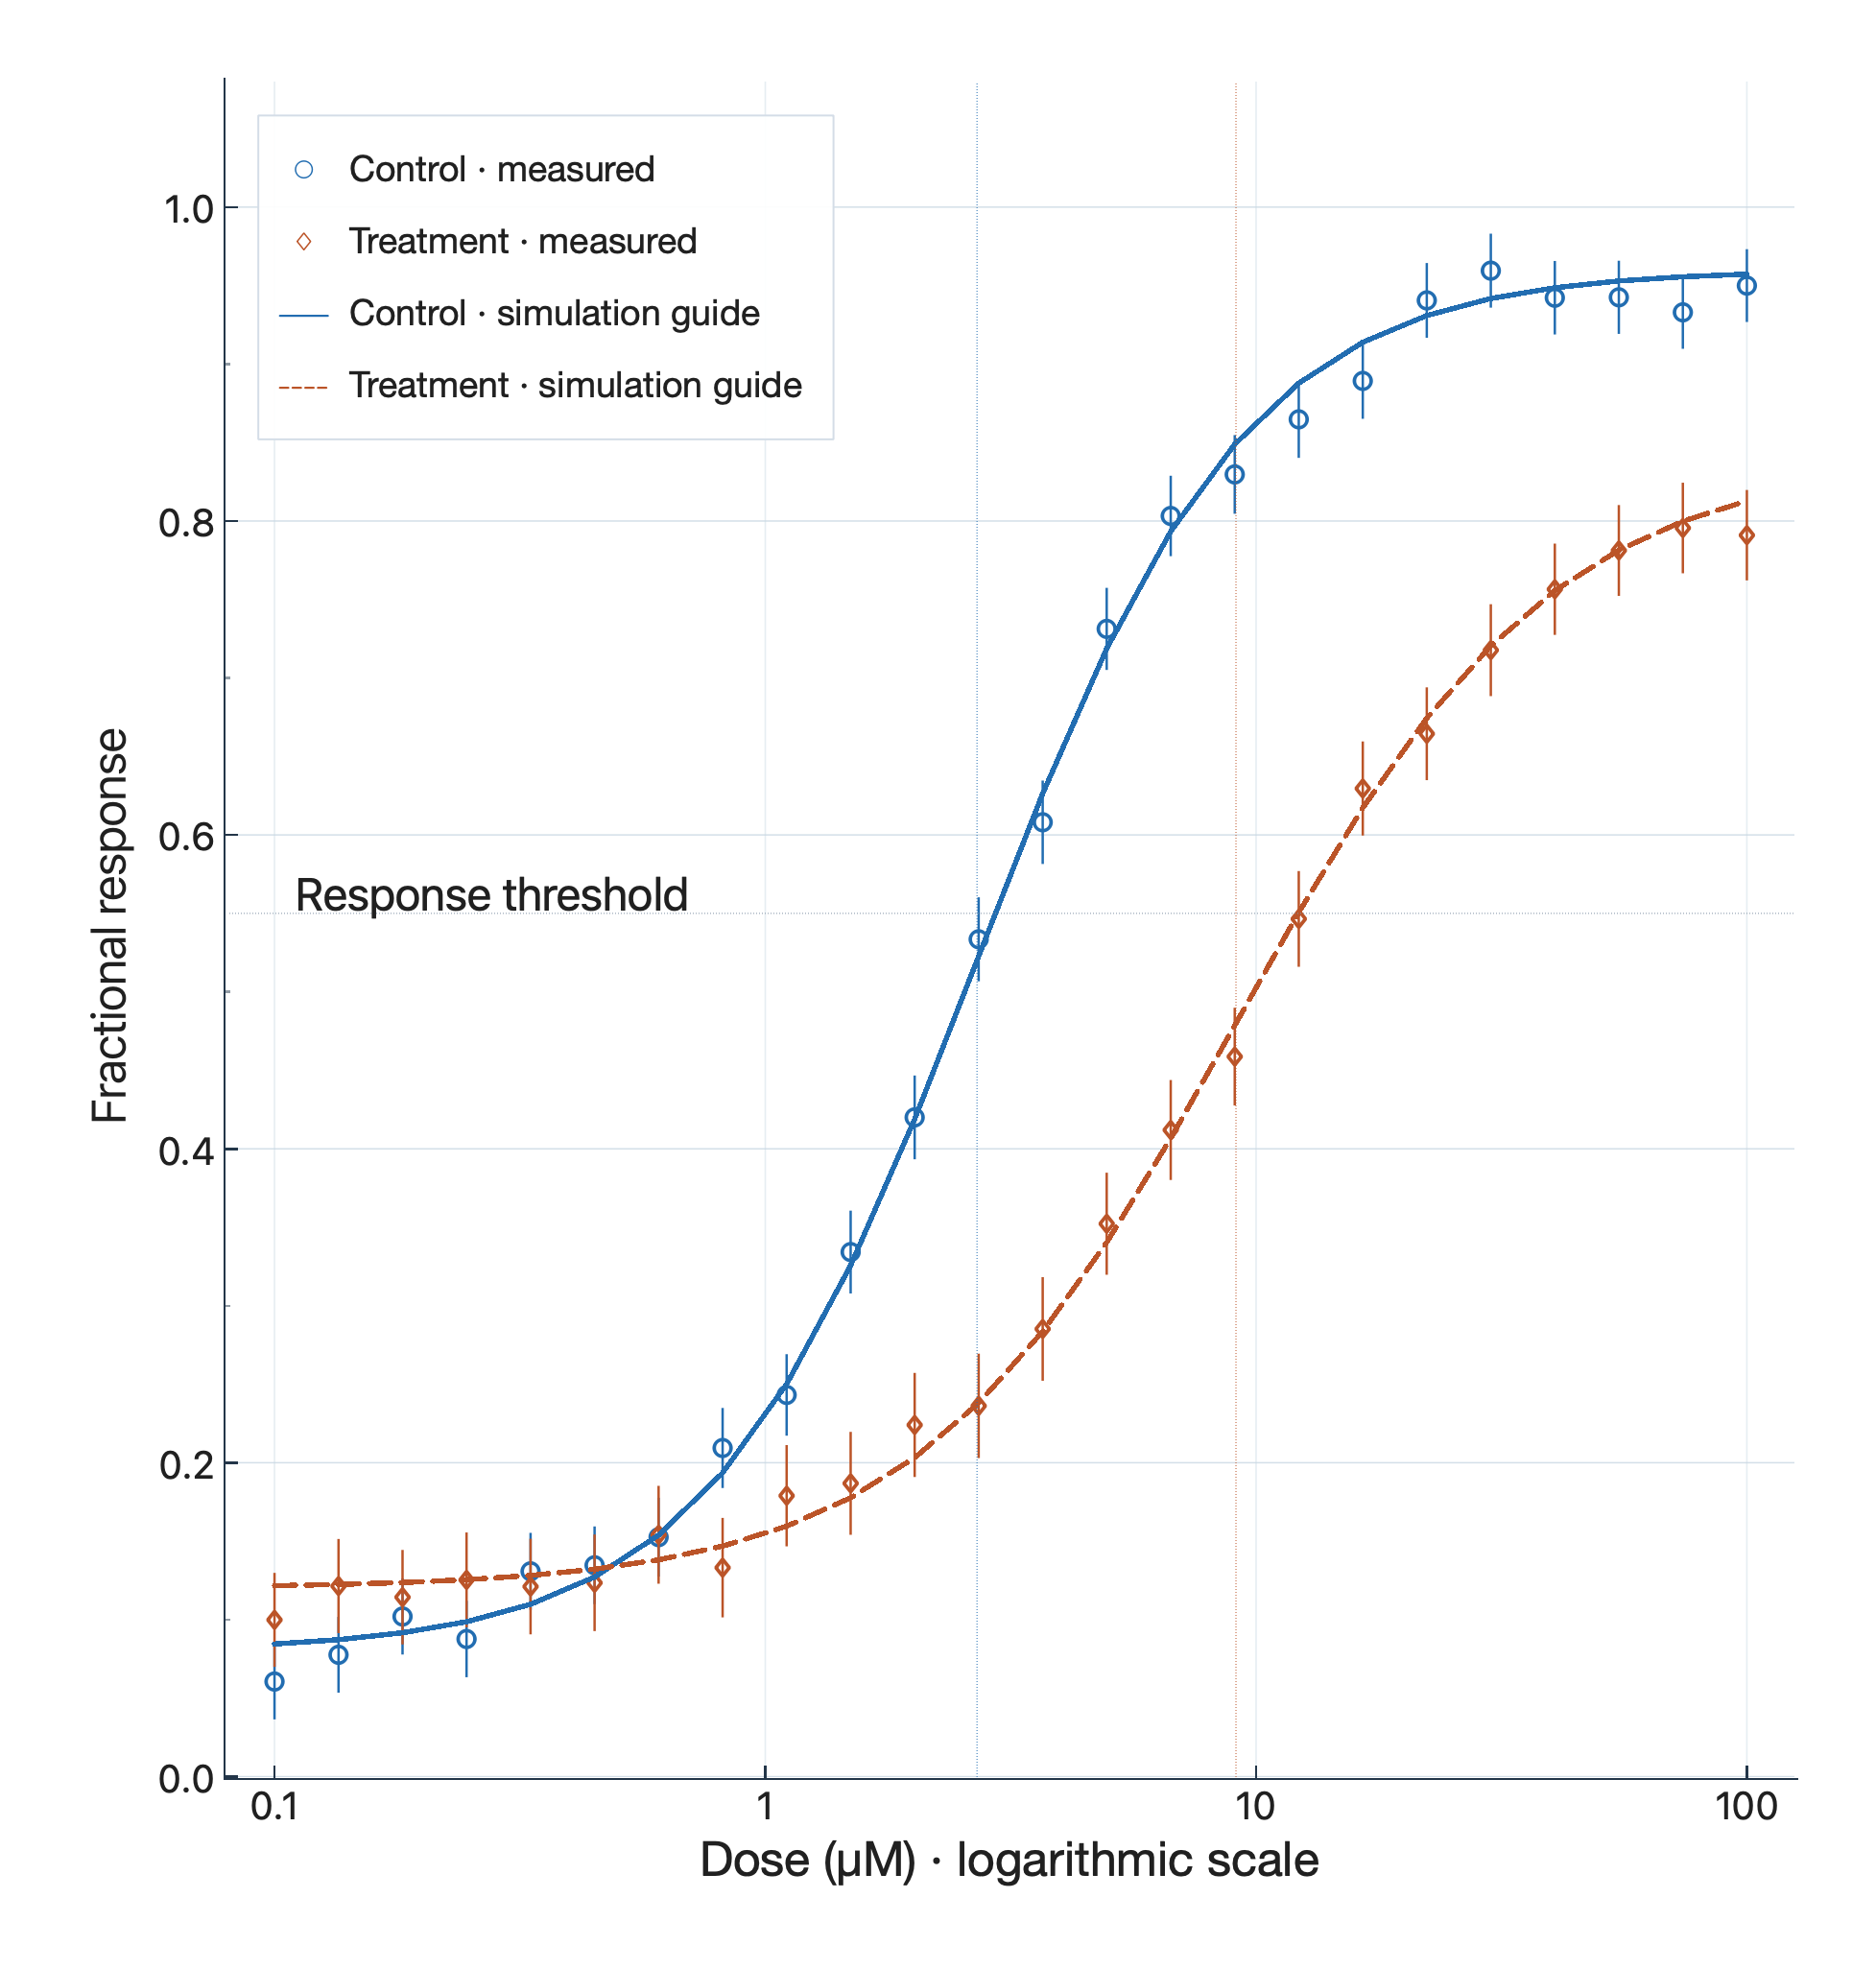 Control · measured
Treatment · measured
Control · simulation guide
Treatment · simulation guide
1.0
0.8
0.6
0.4
0.2
0.0
Fractional response
Response threshold
0.1
1
10
100
Dose (µM) · logarithmic scale